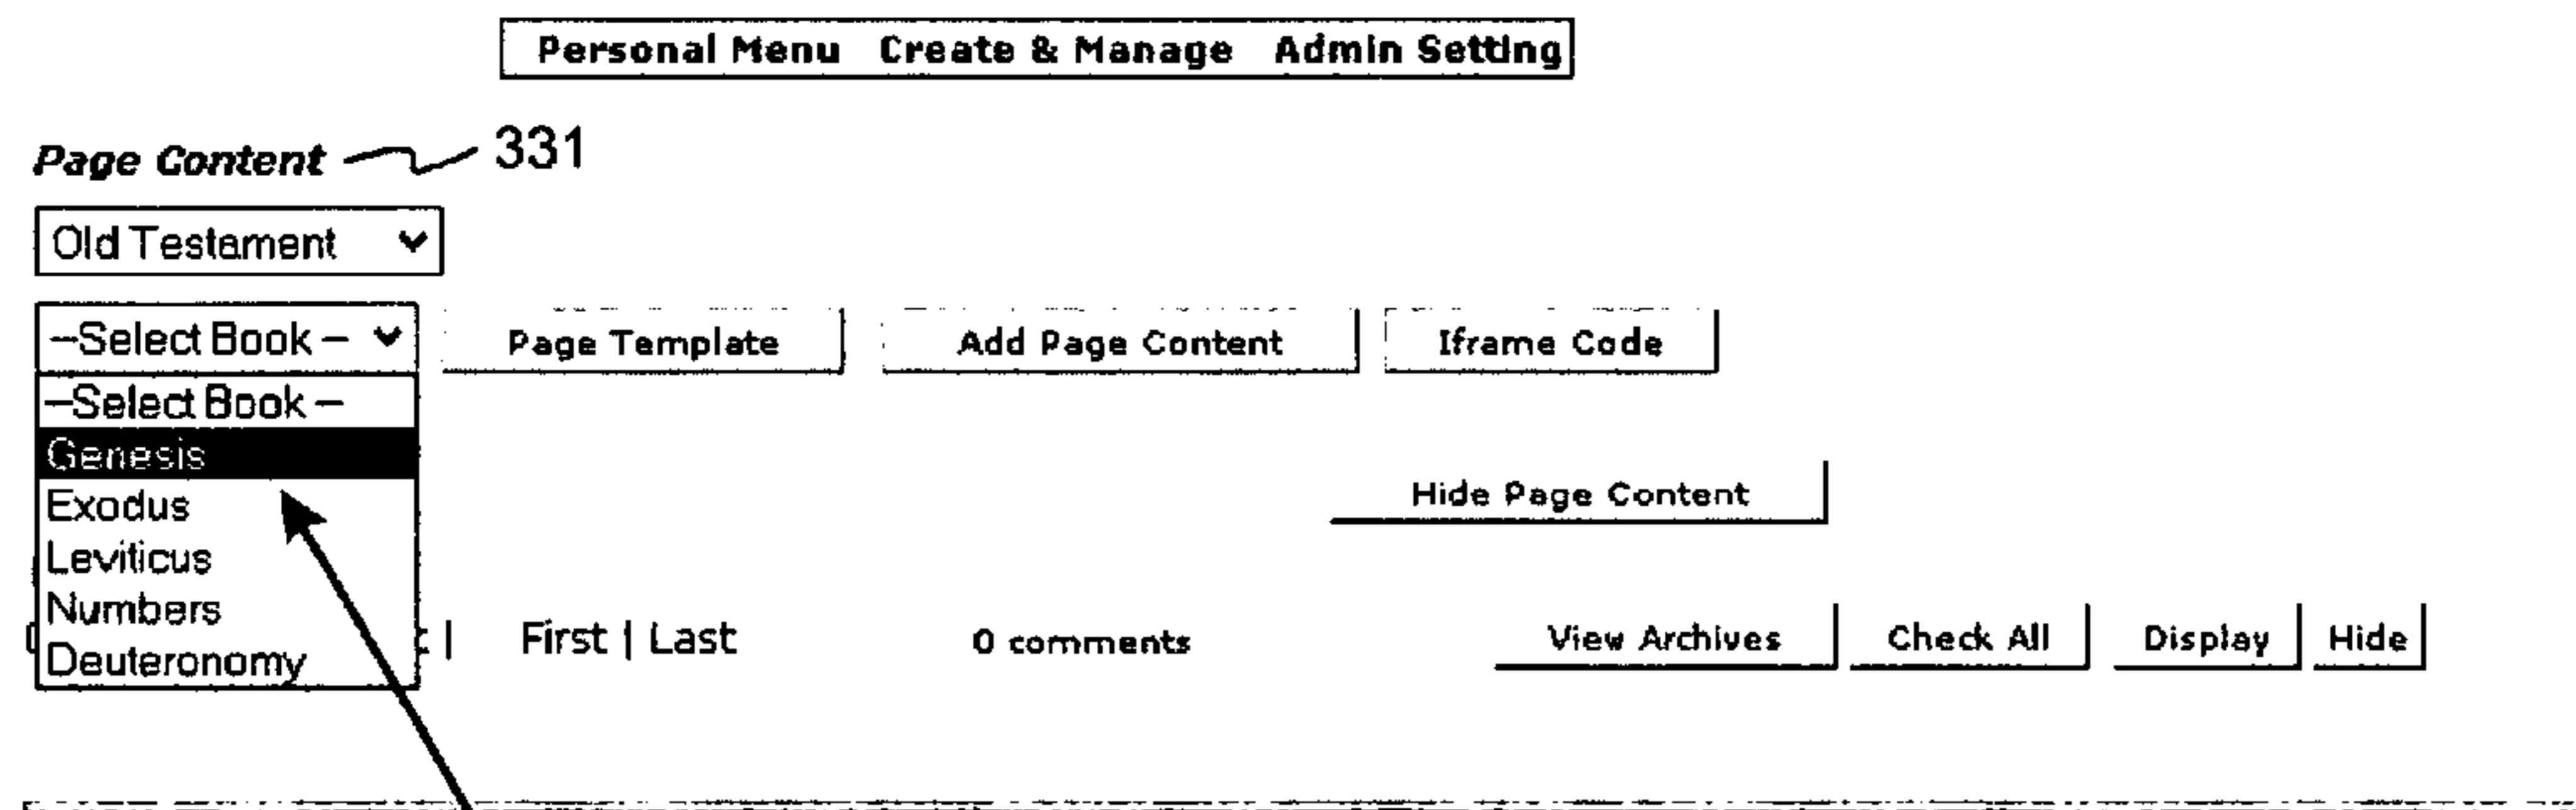 Personal Menu Create & Manage Admin Setting
Page Content 331
Old Testament
--Select Book -- Page Template Add Page Content Iframe Code
--Select Book --
Genesis
Exodus Hide Page Content
Leviticus
Numbers
First | Last 0 comments View Archives Check All Display Hide
Deuteronomy